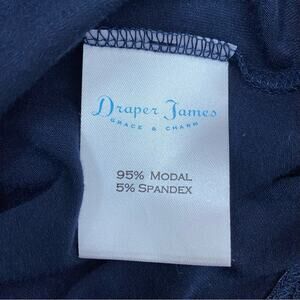 Draper James
GRACE & CHARM
95% MODAL
5% SPANDEX